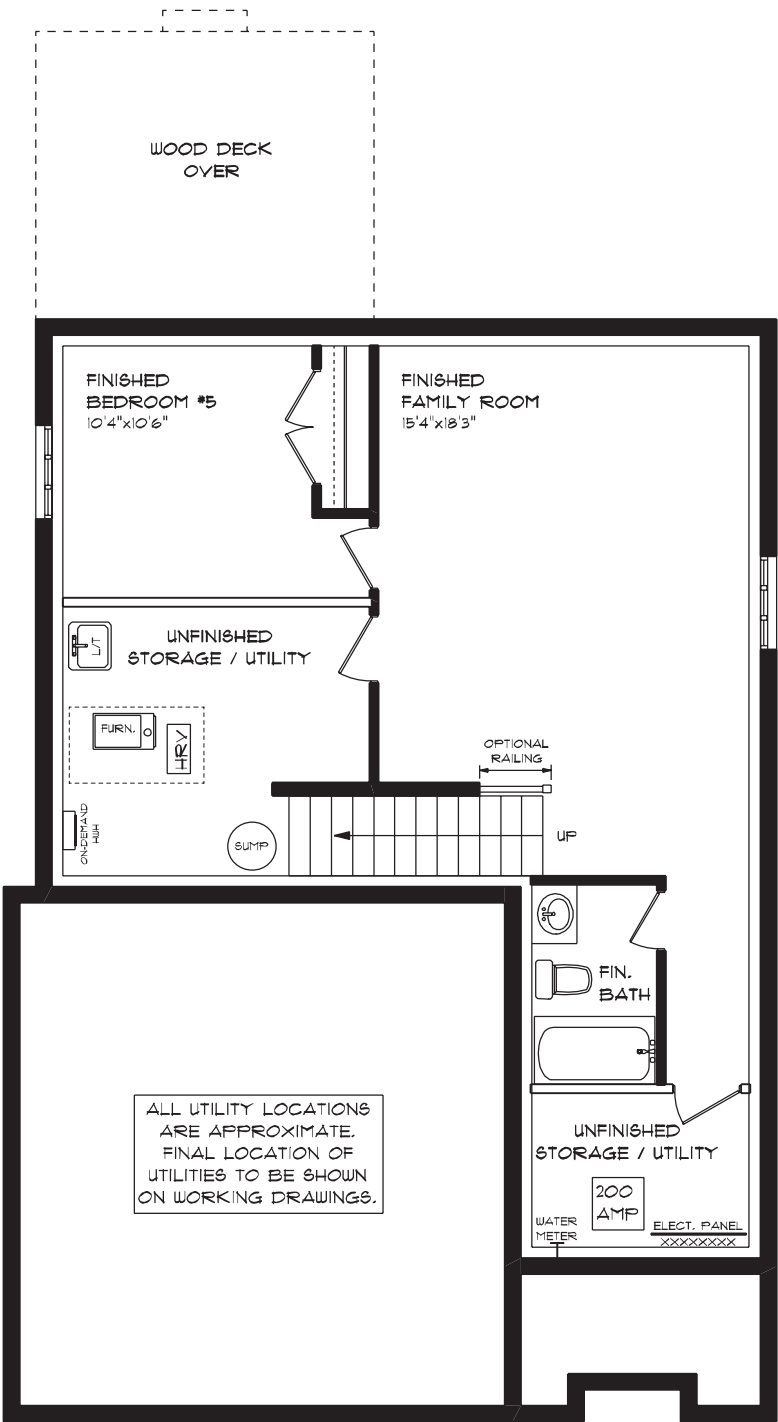 WOOD DECK
OVER
FINISHED
BEDROOM #5
10'4"x10'6"
FINISHED
FAMILY ROOM
15'4"x18'3"
L/T
UNFINISHED
STORAGE / UTILITY
FURN.
HRV
OPTIONAL
RAILING
ON-DEMAND
HWH
SUMP
UP
FIN.
BATH
ALL UTILITY LOCATIONS
ARE APPROXIMATE.
FINAL LOCATION OF
UTILITIES TO BE SHOWN
ON WORKING DRAWINGS.
UNFINISHED
STORAGE / UTILITY
200
AMP
WATER
METER
ELECT. PANEL
XXXXXXXX